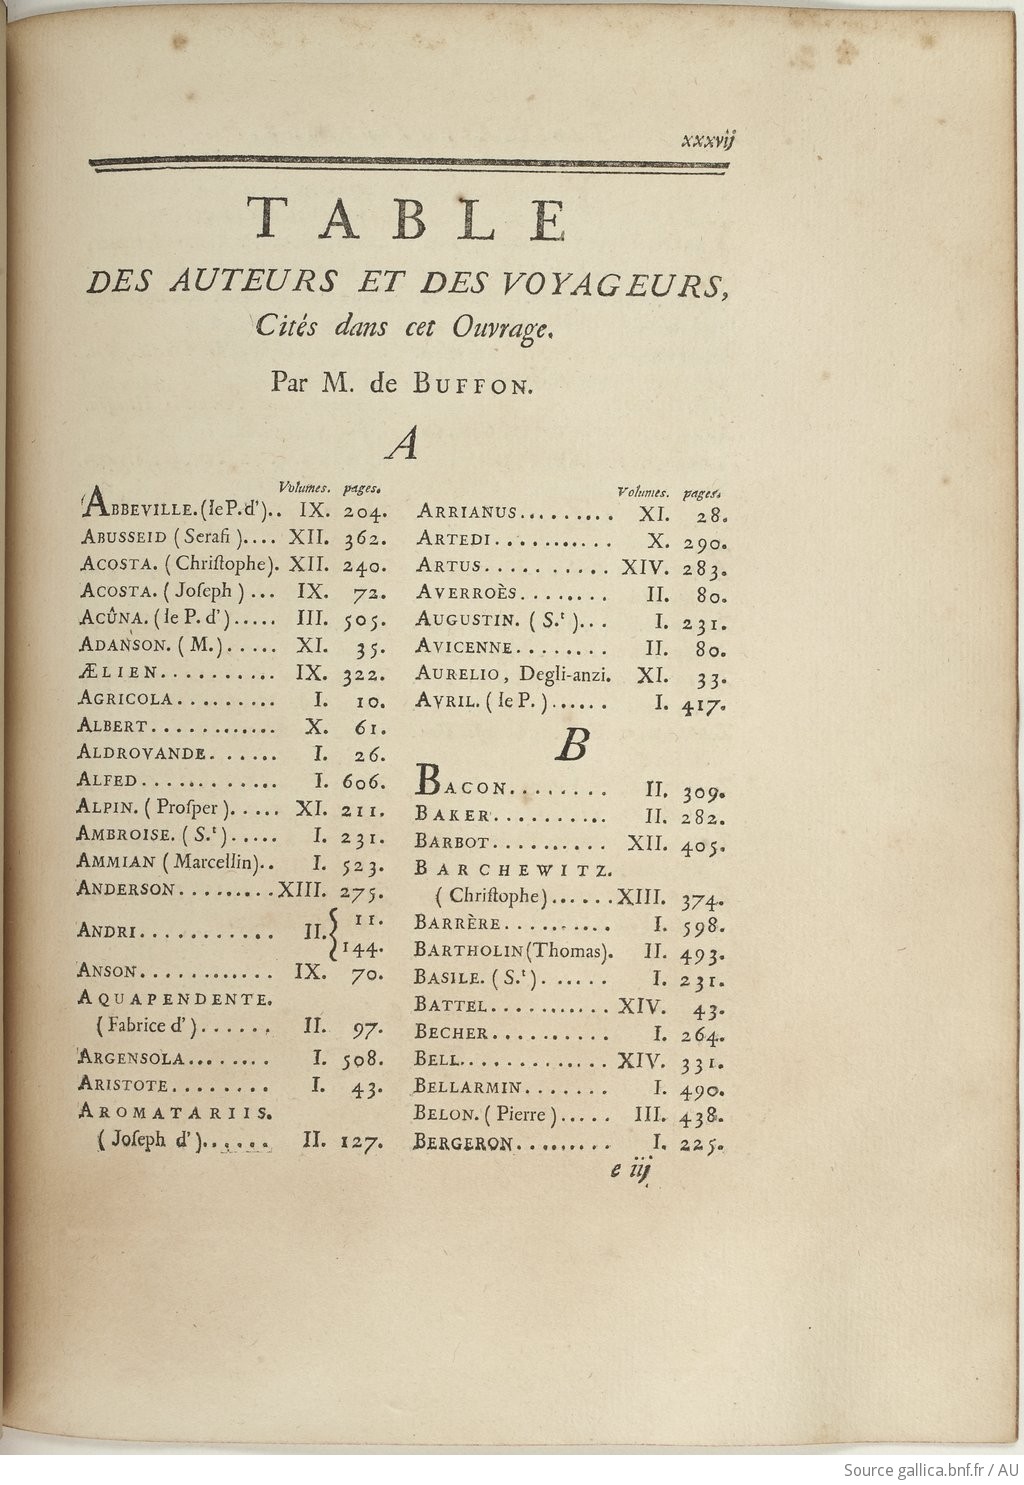 xxxvij
TABLE
DES AUTEURS ET DES VOYAGEURS,
Cités dans cet Ouvrage.
Par M. de BUFFON.
A
Volumes. pages.
ABBEVILLE. (le P. d').. IX. 204.
ABUSSEID (Serafi).... XII. 362.
ACOSTA. (Chriſtophe). XII. 240.
ACOSTA. (Joſeph)... IX. 72.
ACÛNA. (le P. d')..... III. 505.
ADANSON. (M.)..... XI. 35.
ÆLIEN.......... IX. 322.
AGRICOLA......... I. 10.
ALBERT............ X. 61.
ALDROVANDE...... I. 26.
ALFED............ I. 606.
ALPIN. (Proſper)..... XI. 211.
AMBROISE. (S.t)..... I. 231.
AMMIAN (Marcellin).. I. 523.
ANDERSON.........XIII. 275.
ANDRI............ II. { 11.
144.
ANSON............ IX. 70.
AQUAPENDENTE.
(Fabrice d')...... II. 97.
ARGENSOLA........ I. 508.
ARISTOTE........ I. 43.
AROMATARIIS.
(Joſeph d')...... II. 127.
Volumes. pages.
ARRIANUS......... XI. 28.
ARTEDI........... X. 290.
ARTUS.......... XIV. 283.
AVERROÈS........ II. 80.
AUGUSTIN. (S.t)... I. 231.
AVICENNE........ II. 80.
AURELIO, Degli-anzi. XI. 33.
AVRIL. (le P.)...... I. 417.
B
BACON......... II. 309.
BAKER.......... II. 282.
BARBOT.......... XII. 405.
BARCHEWITZ.
(Chriſtophe)......XIII. 374.
BARRÈRE.......... I. 598.
BARTHOLIN (Thomas). II. 493.
BASILE. (S.t)...... I. 231.
BATTEL........... XIV. 43.
BECHER.......... I. 264.
BELL............ XIV. 331.
BELLARMIN....... I. 490.
BELON. (Pierre)..... III. 438.
BERGERON......... I. 225.
e iij
Source gallica.bnf.fr / AU